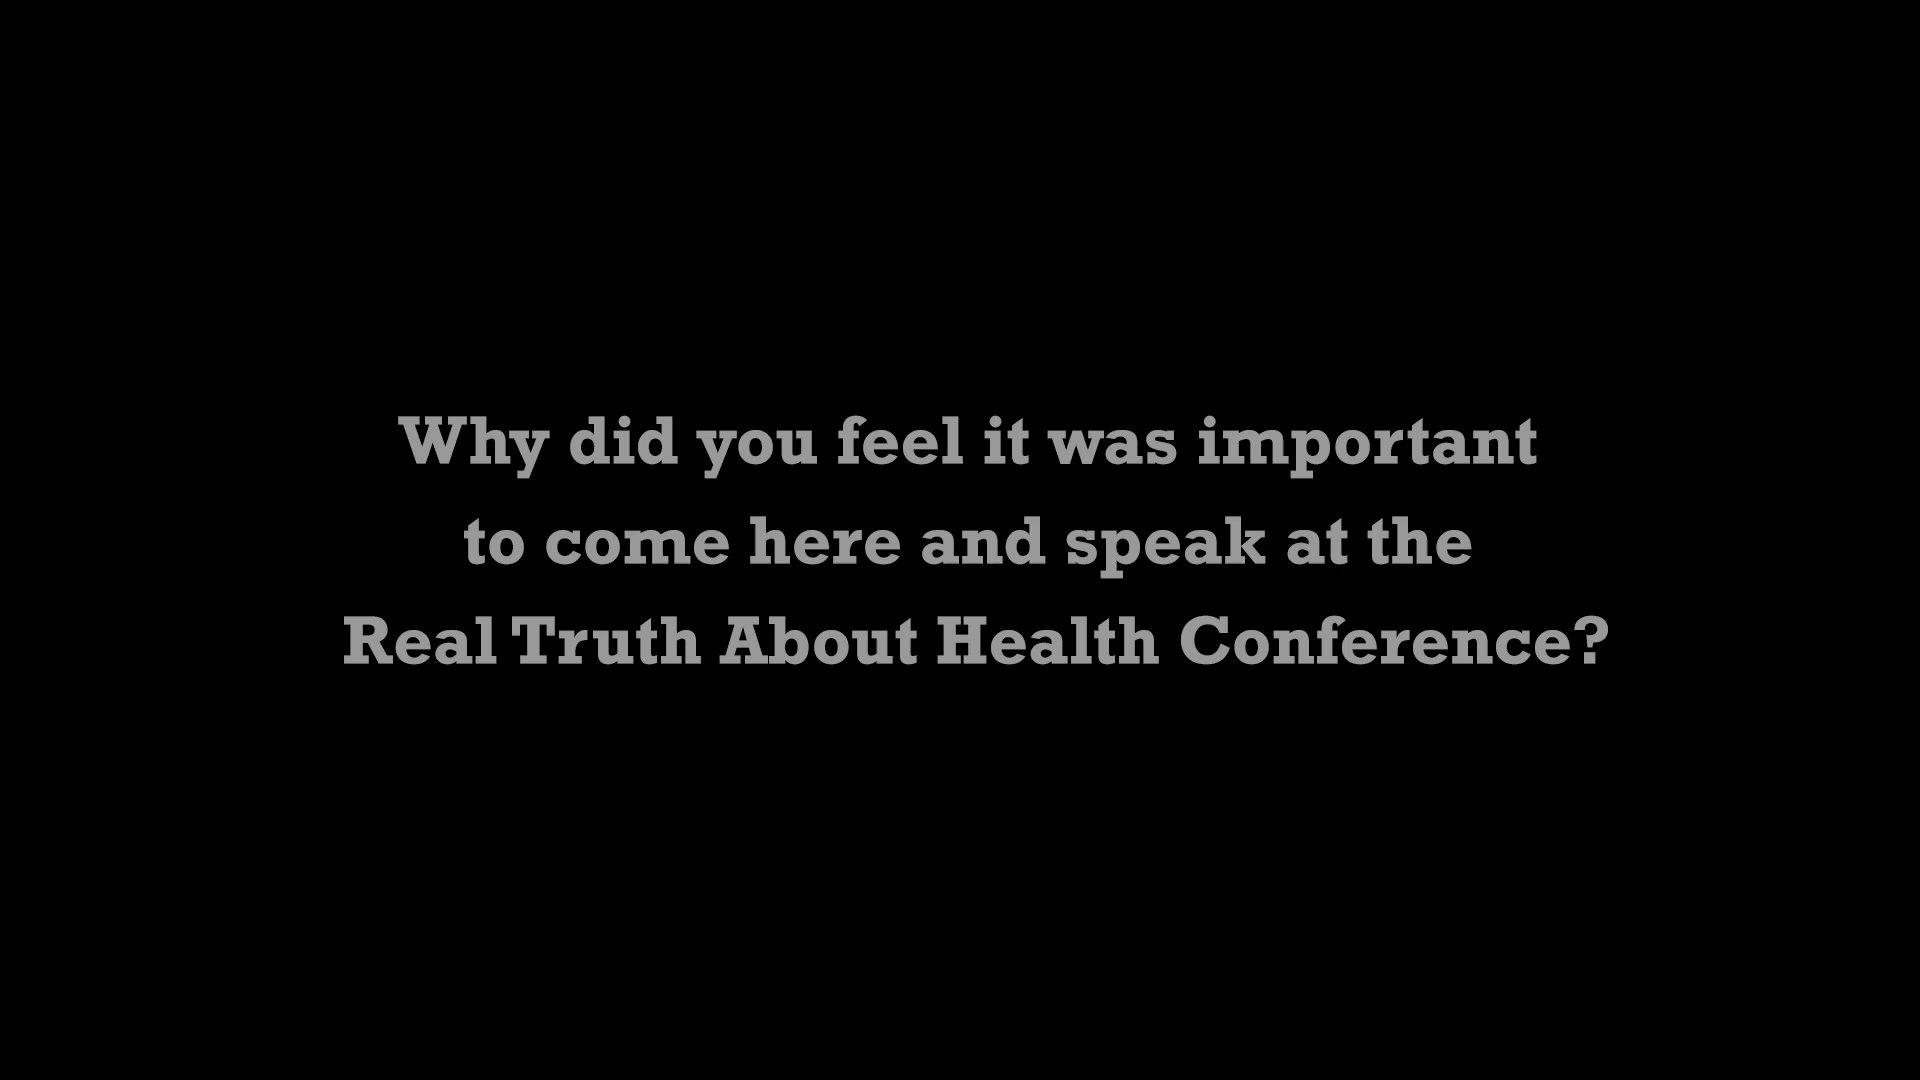 Why did you feel it was important
to come here and speak at the
Real Truth About Health Conference?